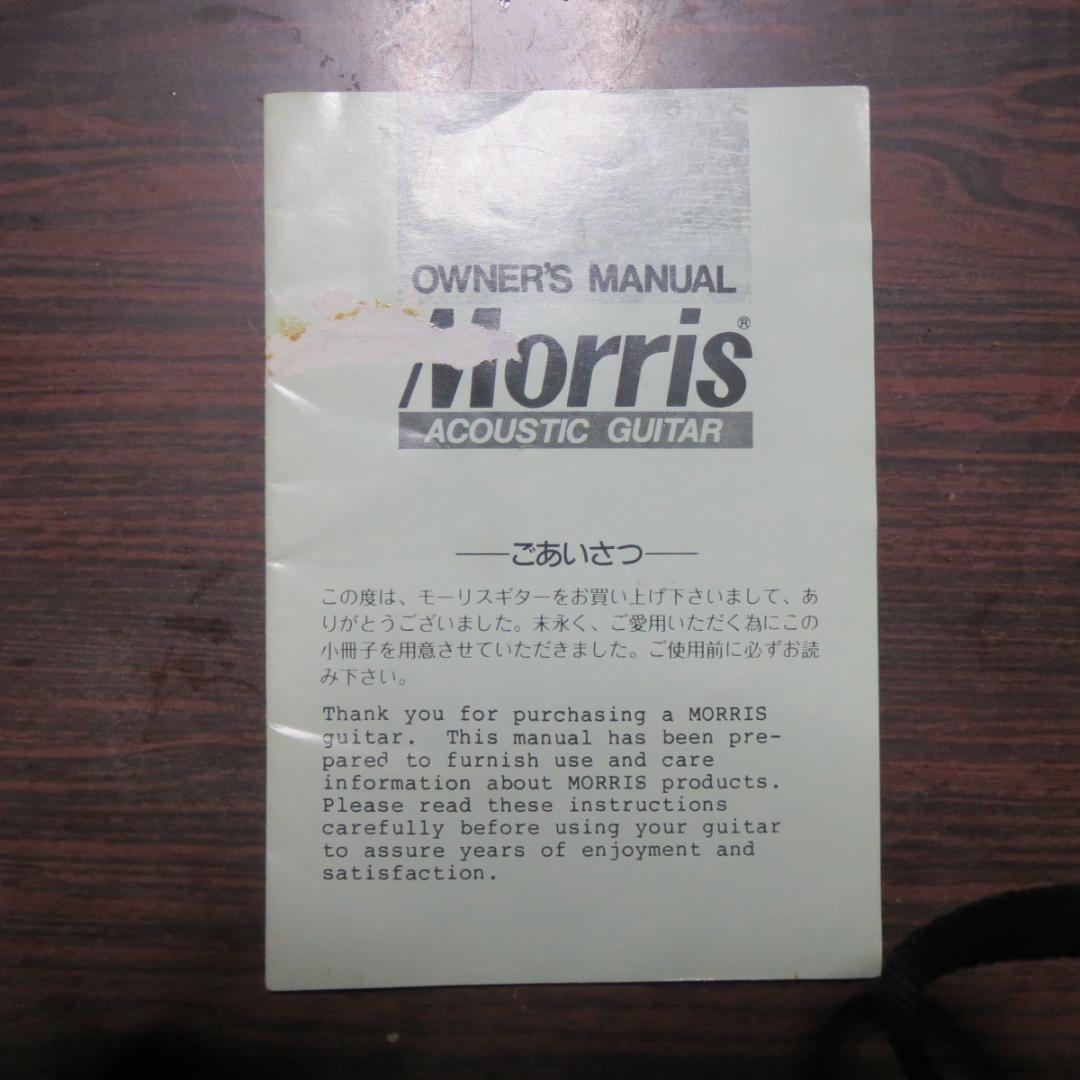 OWNER'S MANUAL
Morris®
ACOUSTIC GUITAR
ごあいさつ
この度は、モーリスギターをお買い上げ下さいまして、あ
りがとうございました。末永く、ご愛用いただく為にこの
小冊子を用意させていただきました。ご使用前に必ずお読
み下さい。
Thank you for purchasing a MORRIS
guitar. This manual has been pre-
pared to furnish use and care
information about MORRIS products.
Please read these instructions
carefully before using your guitar
to assure years of enjoyment and
satisfaction.